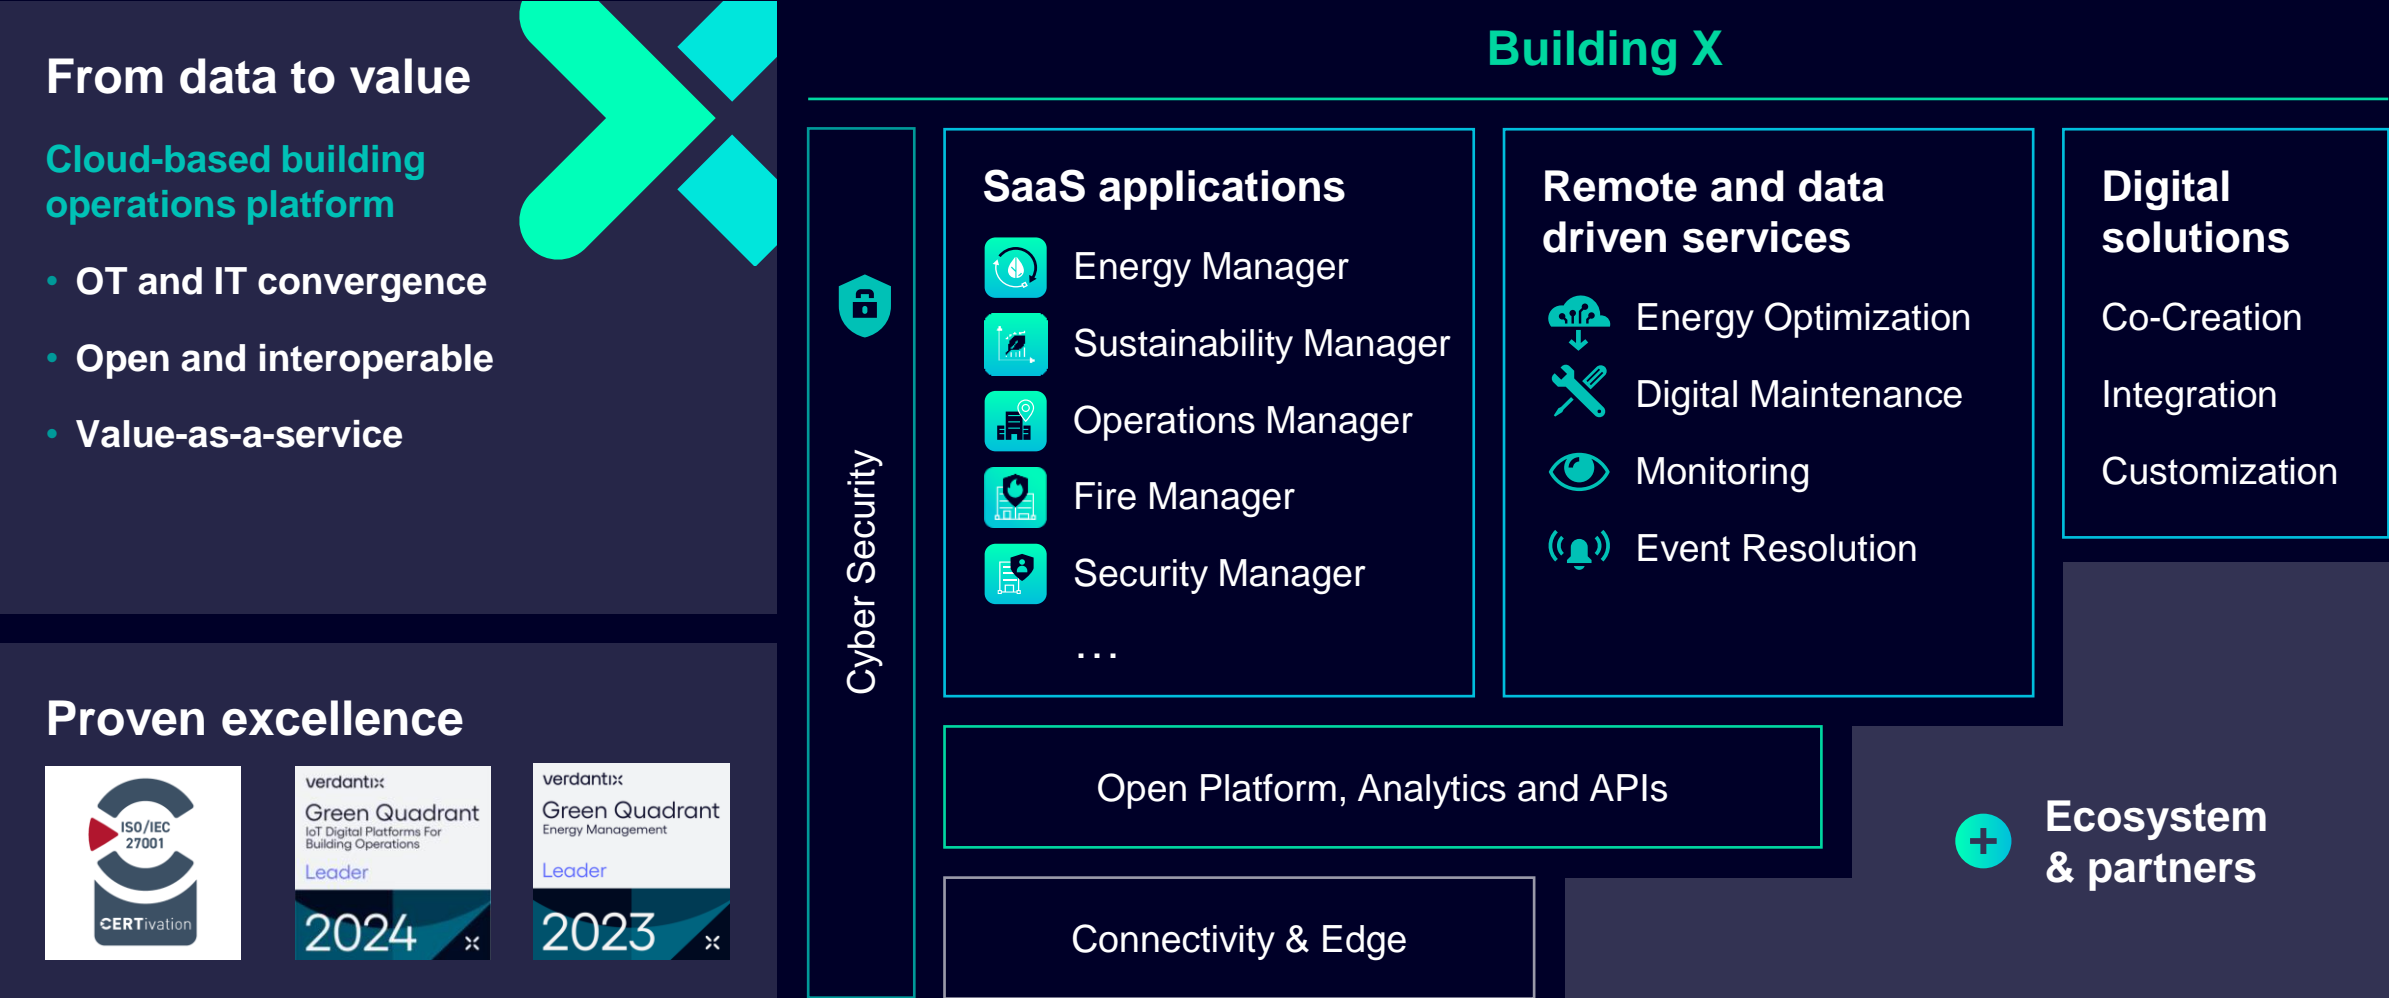 From data to value
Cloud-based building
operations platform
• OT and IT convergence
• Open and interoperable
• Value-as-a-service
Proven excellence
ISO/IEC
27001
CERTivation
verdantix
Green Quadrant
IoT Digital Platforms For
Building Operations
Leader
2024
verdantix
Green Quadrant
Energy Management
Leader
2023
Building X
Cyber Security
SaaS applications
Energy Manager
Sustainability Manager
Operations Manager
Fire Manager
Security Manager
…
Remote and data
driven services
Energy Optimization
Digital Maintenance
Monitoring
Event Resolution
Digital
solutions
Co-Creation
Integration
Customization
Open Platform, Analytics and APIs
Connectivity & Edge
+
Ecosystem
& partners